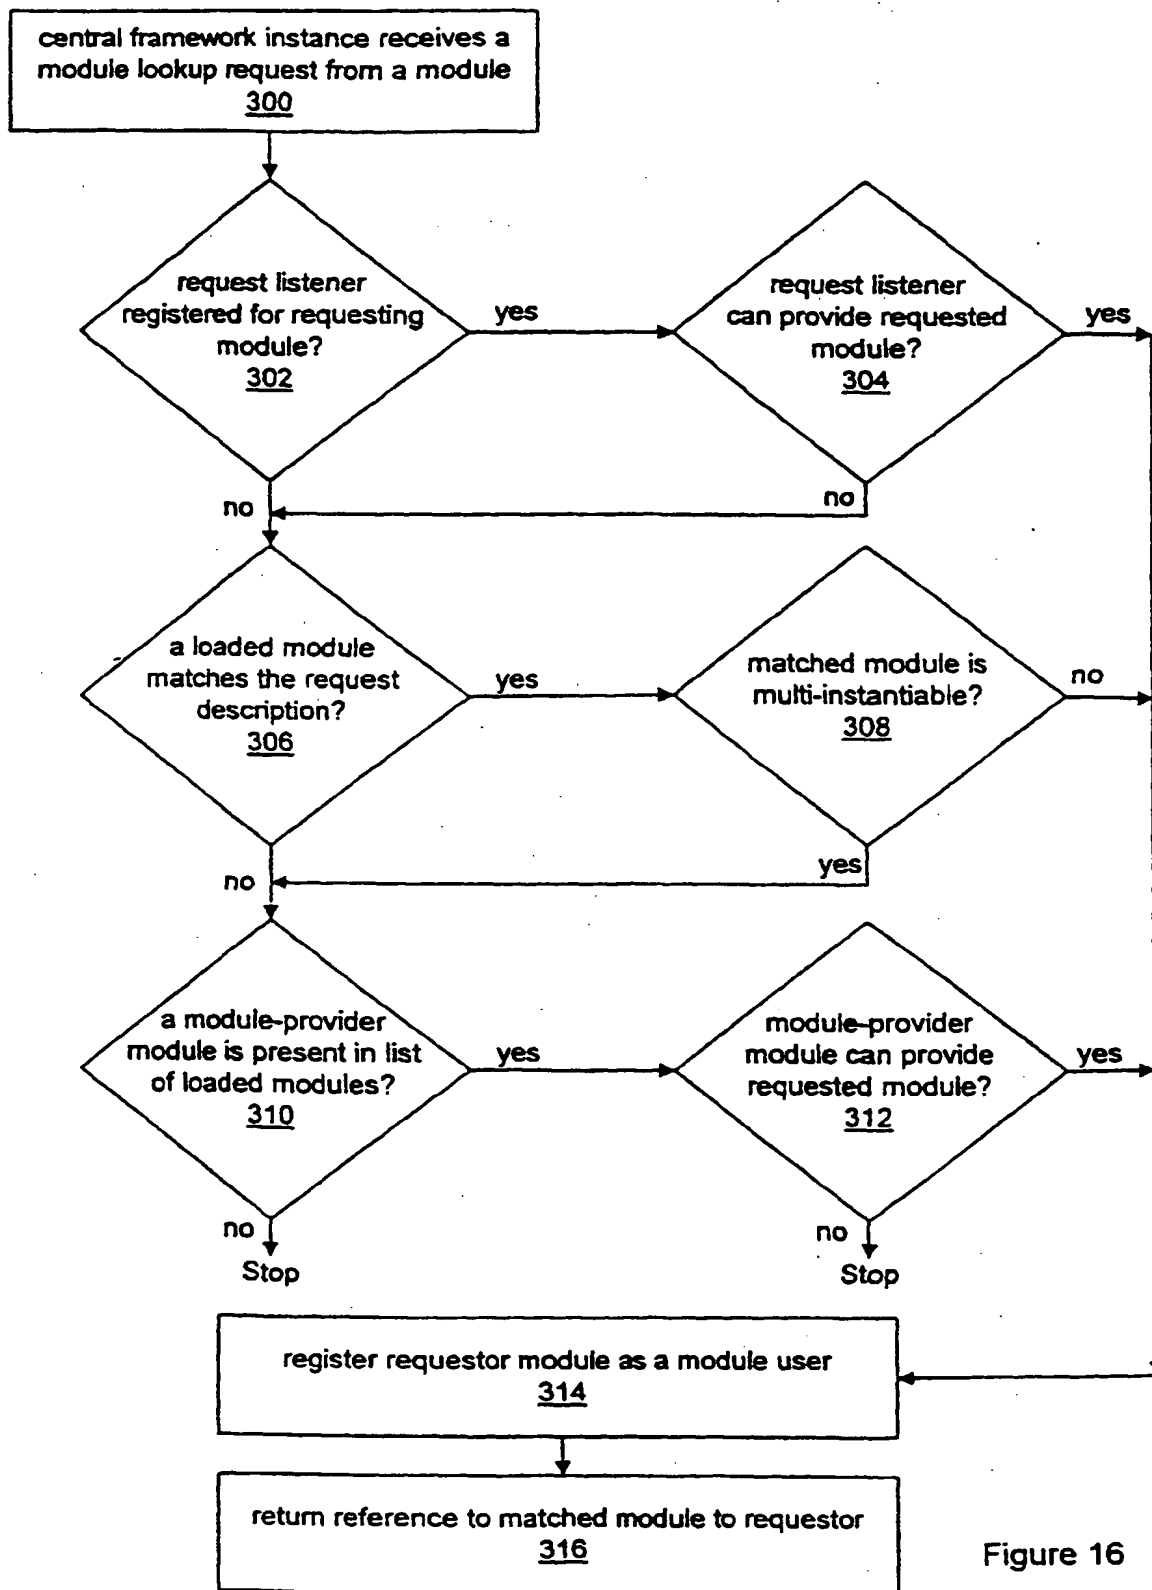 central framework instance receives a
module lookup request from a module
300
request listener
registered for requesting
module?
302
yes
request listener
can provide requested
module?
304
yes
no
no
a loaded module
matches the request
description?
306
yes
matched module is
multi-instantiable?
308
no
no
yes
a module-provider
module is present in list
of loaded modules?
310
yes
module-provider
module can provide
requested module?
312
yes
no
Stop
no
Stop
register requestor module as a module user
314
return reference to matched module to requestor
316
Figure 16